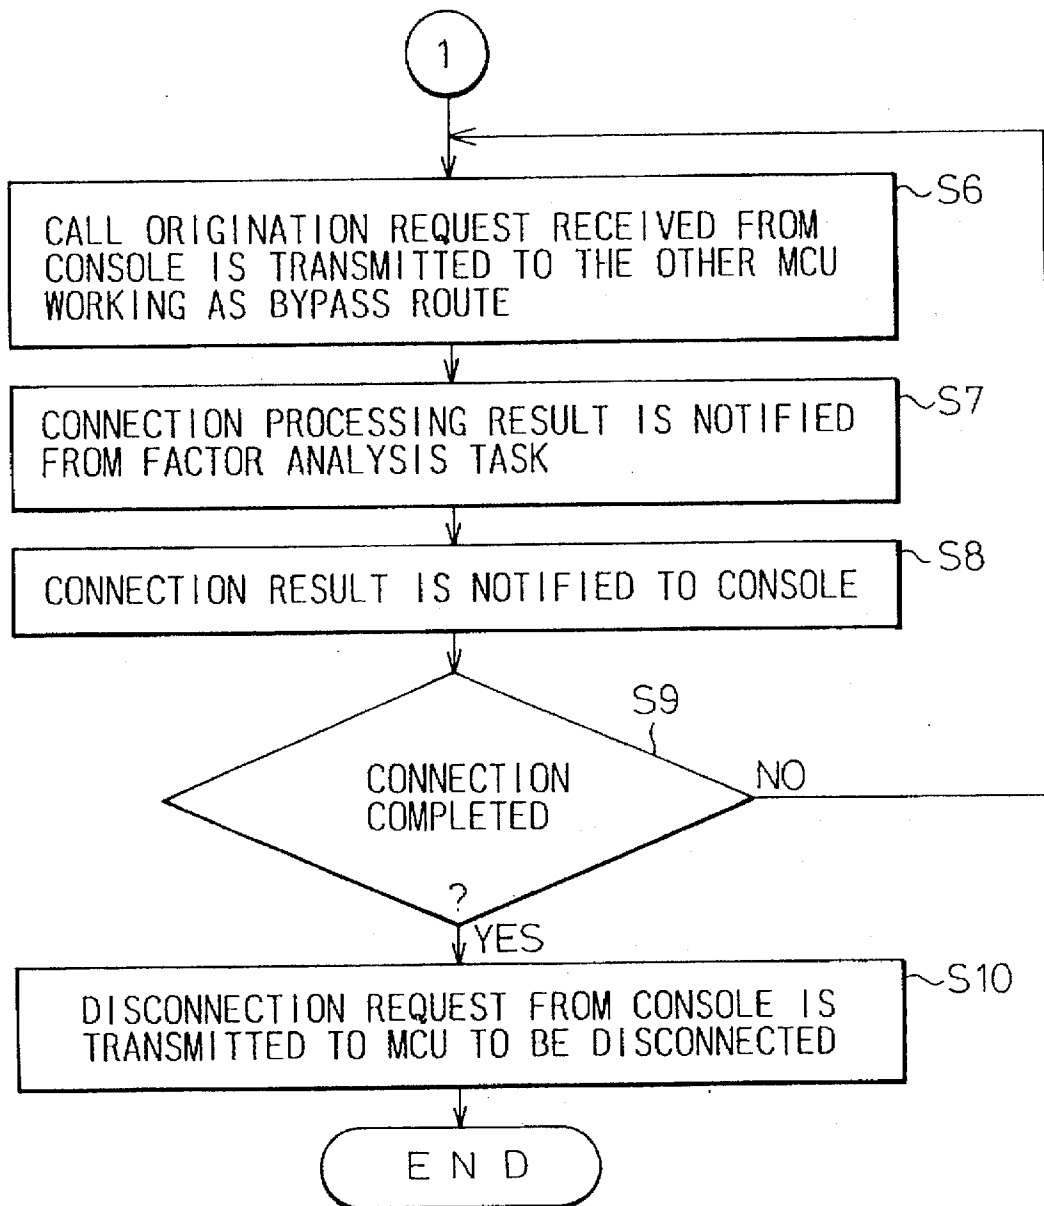 1
S6
CALL ORIGINATION REQUEST RECEIVED FROM
CONSOLE IS TRANSMITTED TO THE OTHER MCU
WORKING AS BYPASS ROUTE
S7
CONNECTION PROCESSING RESULT IS NOTIFIED
FROM FACTOR ANALYSIS TASK
S8
CONNECTION RESULT IS NOTIFIED TO CONSOLE
S9
CONNECTION
COMPLETED
?
NO
YES
S10
DISCONNECTION REQUEST FROM CONSOLE IS
TRANSMITTED TO MCU TO BE DISCONNECTED
END